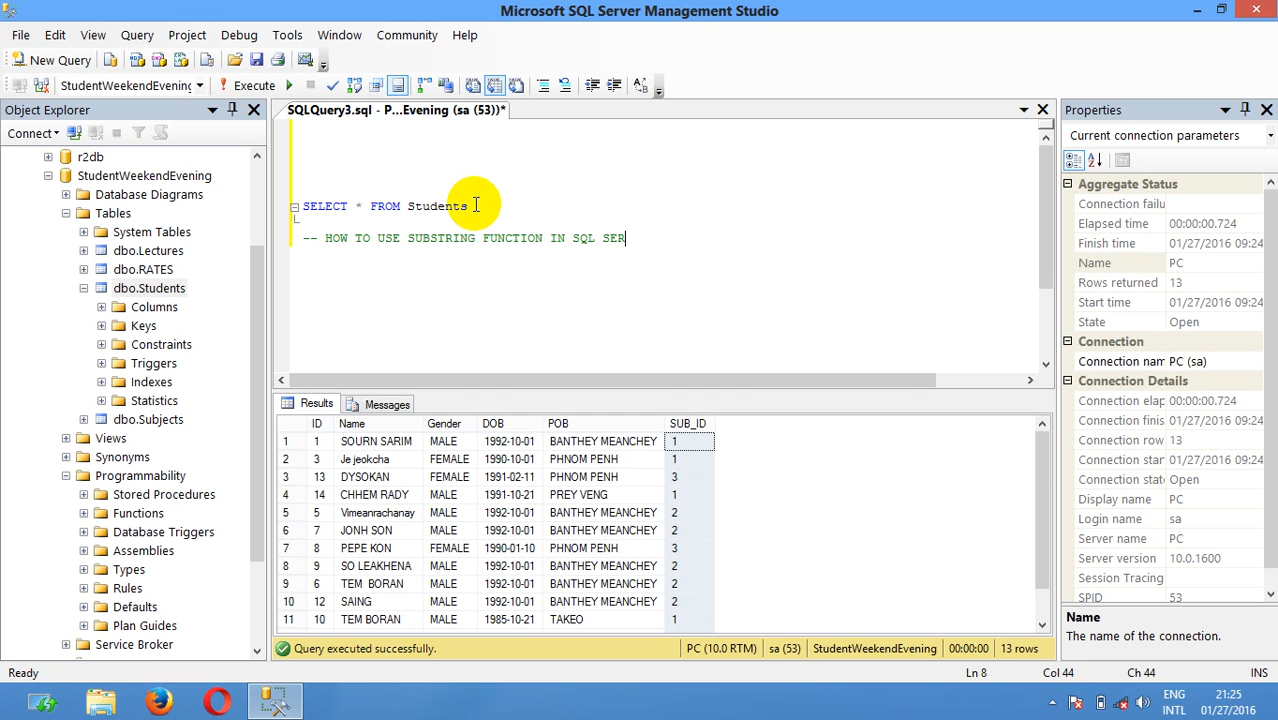 Microsoft SQL Server Management Studio
File Edit View Query Project Debug Tools Window Community Help
New Query
StudentWeekendEvening Execute
Object Explorer
Connect
r2db
StudentWeekendEvening
Database Diagrams
Tables
System Tables
dbo.Lectures
dbo.RATES
dbo.Students
Columns
Keys
Constraints
Triggers
Indexes
Statistics
dbo.Subjects
Views
Synonyms
Programmability
Stored Procedures
Functions
Database Triggers
Assemblies
Types
Rules
Defaults
Plan Guides
Service Broker
SQLQuery3.sql - P...Evening (sa (53))*
SELECT * FROM Students
-- HOW TO USE SUBSTRING FUNCTION IN SQL SER
Results Messages
ID Name Gender DOB POB SUB_ID
1 1 SOURN SARIM MALE 1992-10-01 BANTHEY MEANCHEY 1
2 3 Je jeokcha FEMALE 1990-10-01 PHNOM PENH 1
3 13 DYSOKAN FEMALE 1991-02-11 PHNOM PENH 3
4 14 CHHEM RADY MALE 1991-10-21 PREY VENG 1
5 5 Vimeanrachanay MALE 1992-10-01 BANTHEY MEANCHEY 2
6 7 JONH SON MALE 1992-10-01 BANTHEY MEANCHEY 2
7 8 PEPE KON FEMALE 1990-01-10 PHNOM PENH 3
8 9 SO LEAKHENA MALE 1992-10-01 BANTHEY MEANCHEY 2
9 6 TEM  BORAN MALE 1992-10-01 BANTHEY MEANCHEY 2
10 12 SAING MALE 1992-10-01 BANTHEY MEANCHEY 2
11 10 TEM BORAN MALE 1985-10-21 TAKEO 1
Query executed successfully. PC (10.0 RTM) sa (53) StudentWeekendEvening 00:00:00 13 rows
Properties
Current connection parameters
Aggregate Status
Connection failu
Elapsed time 00:00:00.724
Finish time 01/27/2016 09:24
Name PC
Rows returned 13
Start time 01/27/2016 09:24
State Open
Connection
Connection nam PC (sa)
Connection Details
Connection elap 00:00:00.724
Connection finis 01/27/2016 09:24
Connection row 13
Connection star 01/27/2016 09:24
Connection state Open
Display name PC
Login name sa
Server name PC
Server version 10.0.1600
Session Tracing
SPID 53
Name
The name of the connection.
Ready Ln 8 Col 44 Ch 44 INS
ENG
INTL
21:25
01/27/2016